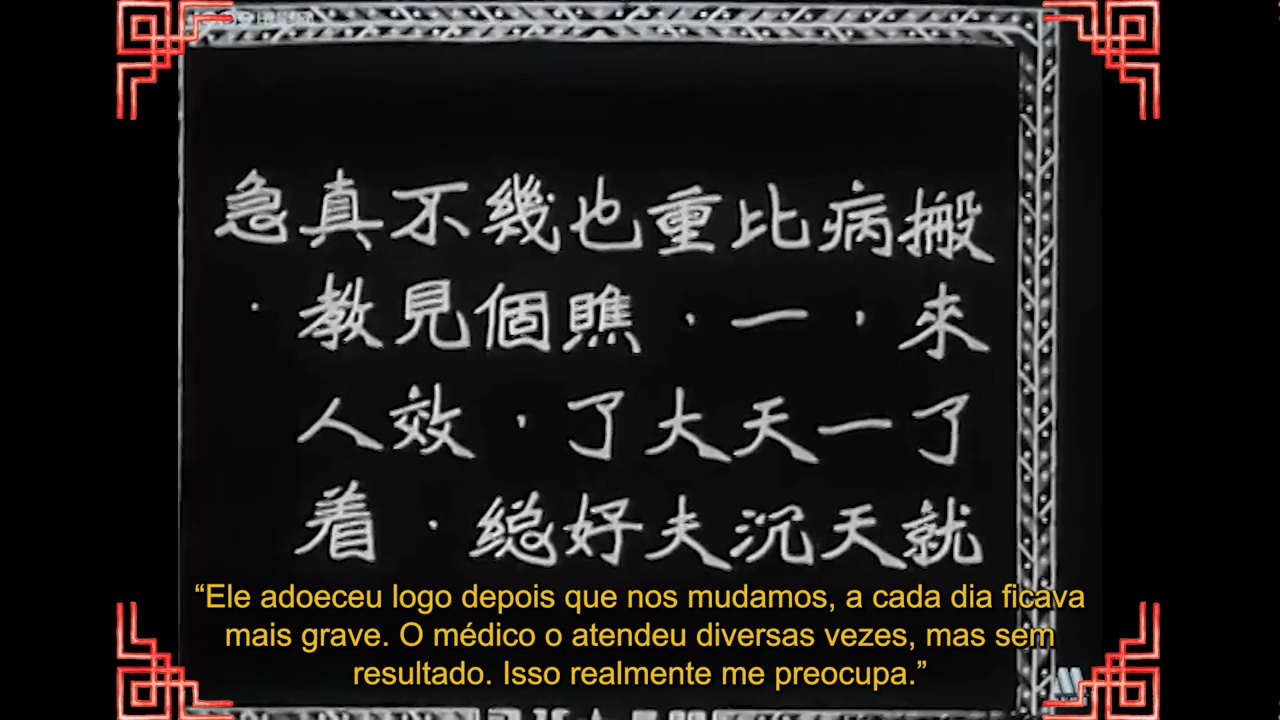 搬來了就
病，一天
比一天沉
重，大夫
也瞧了好
幾個，總
不見效．
真教人着
急．
“Ele adoeceu logo depois que nos mudamos, a cada dia ficava
mais grave. O médico o atendeu diversas vezes, mas sem
resultado. Isso realmente me preocupa.”